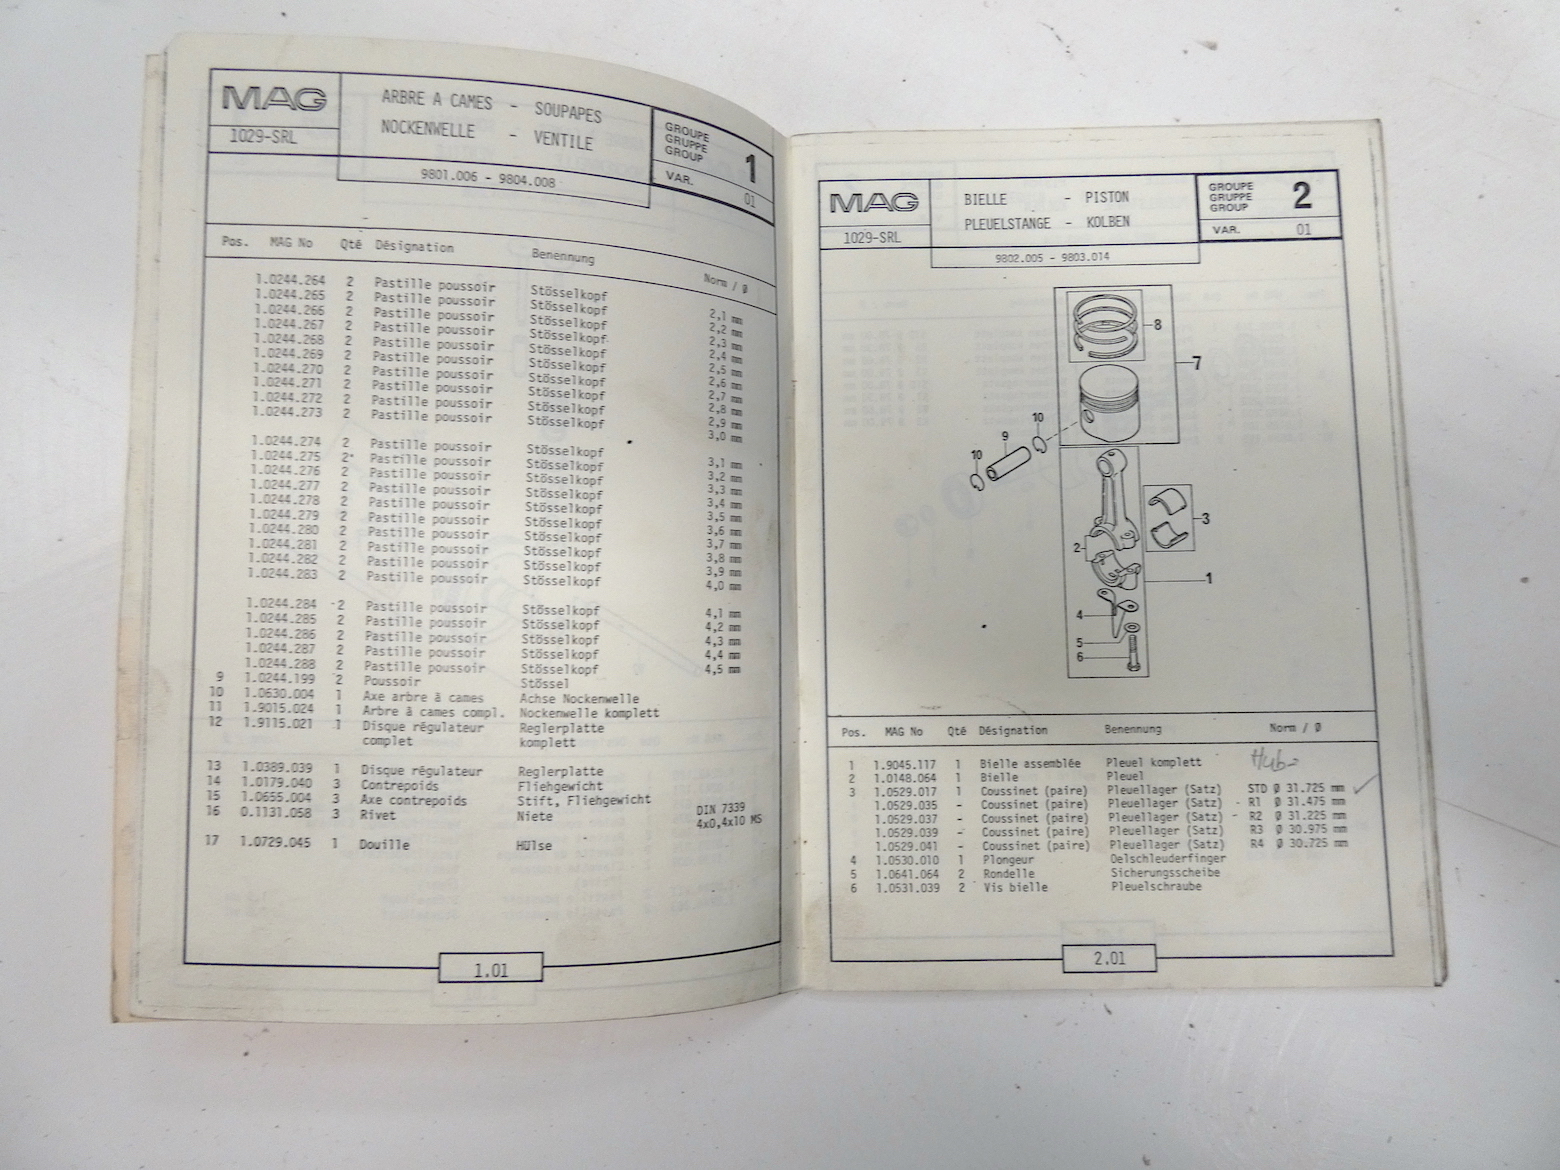 MAG
1029-SRL
ARBRE A CAMES - SOUPAPES
NOCKENWELLE - VENTILE
9801.006 - 9804.008
GROUPE
GRUPPE
GROUP
1
VAR.
01
Pos. MAG No Qté Désignation Benennung Norm / Ø
1.0244.264 2 Pastille poussoir Stösselkopf 2,1 mm
1.0244.265 2 Pastille poussoir Stösselkopf 2,2 mm
1.0244.266 2 Pastille poussoir Stösselkopf 2,3 mm
1.0244.267 2 Pastille poussoir Stösselkopf 2,4 mm
1.0244.268 2 Pastille poussoir Stösselkopf 2,5 mm
1.0244.269 2 Pastille poussoir Stösselkopf 2,6 mm
1.0244.270 2 Pastille poussoir Stösselkopf 2,7 mm
1.0244.271 2 Pastille poussoir Stösselkopf 2,8 mm
1.0244.272 2 Pastille poussoir Stösselkopf 2,9 mm
1.0244.273 2 Pastille poussoir Stösselkopf 3,0 mm
1.0244.274 2 Pastille poussoir Stösselkopf 3,1 mm
1.0244.275 2 Pastille poussoir Stösselkopf 3,2 mm
1.0244.276 2 Pastille poussoir Stösselkopf 3,3 mm
1.0244.277 2 Pastille poussoir Stösselkopf 3,4 mm
1.0244.278 2 Pastille poussoir Stösselkopf 3,5 mm
1.0244.279 2 Pastille poussoir Stösselkopf 3,6 mm
1.0244.280 2 Pastille poussoir Stösselkopf 3,7 mm
1.0244.281 2 Pastille poussoir Stösselkopf 3,8 mm
1.0244.282 2 Pastille poussoir Stösselkopf 3,9 mm
1.0244.283 2 Pastille poussoir Stösselkopf 4,0 mm
1.0244.284 2 Pastille poussoir Stösselkopf 4,1 mm
1.0244.285 2 Pastille poussoir Stösselkopf 4,2 mm
1.0244.286 2 Pastille poussoir Stösselkopf 4,3 mm
1.0244.287 2 Pastille poussoir Stösselkopf 4,4 mm
1.0244.288 2 Pastille poussoir Stösselkopf 4,5 mm
9 1.0244.199 2 Poussoir Stössel
10 1.0630.004 1 Axe arbre à cames Achse Nockenwelle
11 1.9015.024 1 Arbre à cames compl. Nockenwelle komplett
12 1.9115.021 1 Disque régulateur Reglerplatte
complet komplett
13 1.0389.039 1 Disque régulateur Reglerplatte
14 1.0179.040 3 Contrepoids Fliehgewicht
15 1.0655.004 3 Axe contrepoids Stift, Fliehgewicht
16 0.1131.058 3 Rivet Niete DIN 7339
4x0,4x10 MS
17 1.0729.045 1 Douille Hülse
1.01
MAG
1029-SRL
BIELLE - PISTON
PLEUELSTANGE - KOLBEN
9802.005 - 9803.014
GROUPE
GRUPPE
GROUP
2
VAR.
01
8
7
10
9
10
3
2
1
4
5
6
Pos. MAG No Qté Désignation Benennung Norm / Ø
Hub
1 1.9045.117 1 Bielle assemblée Pleuel komplett
2 1.0148.064 1 Bielle Pleuel
3 1.0529.017 1 Coussinet (paire) Pleuellager (Satz) STD Ø 31.725 mm
1.0529.035 - Coussinet (paire) Pleuellager (Satz) - R1 Ø 31.475 mm
1.0529.037 - Coussinet (paire) Pleuellager (Satz) - R2 Ø 31.225 mm
1.0529.039 - Coussinet (paire) Pleuellager (Satz) R3 Ø 30.975 mm
1.0529.041 - Coussinet (paire) Pleuellager (Satz) R4 Ø 30.725 mm
4 1.0530.010 1 Plongeur Oelschleuderfinger
5 1.0641.064 2 Rondelle Sicherungsscheibe
6 1.0531.039 2 Vis bielle Pleuelschraube
2.01